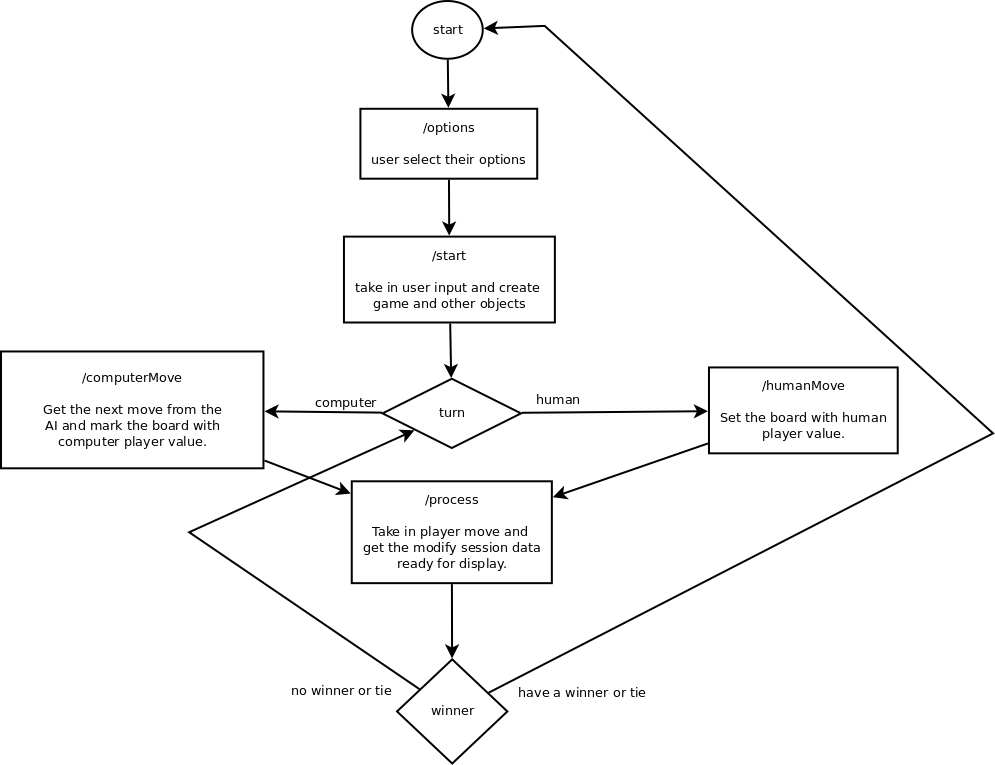 start
/options
user select their options
/start
take in user input and create
game and other objects
/computerMove
Get the next move from the
AI and mark the board with
computer player value.
computer
turn
human
/humanMove
Set the board with human
player value.
/process
Take in player move and
get the modify session data
ready for display.
no winner or tie
winner
have a winner or tie